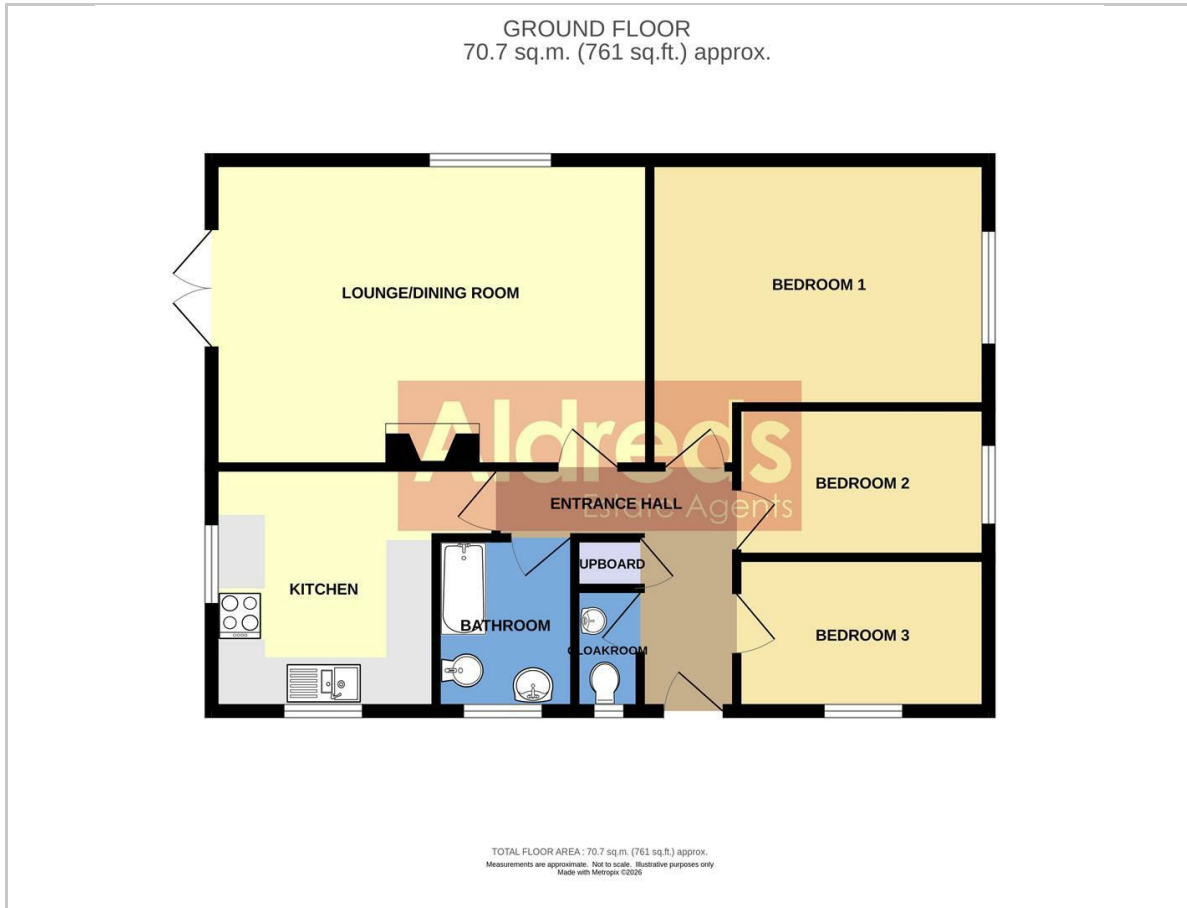 GROUND FLOOR
70.7 sq.m. (761 sq.ft.) approx.
LOUNGE/DINING ROOM
BEDROOM 1
Aldreds
Estate Agents
BEDROOM 2
ENTRANCE HALL
UPBOARD
KITCHEN
BATHROOM
CLOAKROOM
BEDROOM 3
TOTAL FLOOR AREA : 70.7 sq.m. (761 sq.ft.) approx.
Measurements are approximate. Not to scale. Illustrative purposes only
Made with Metropix ©2026